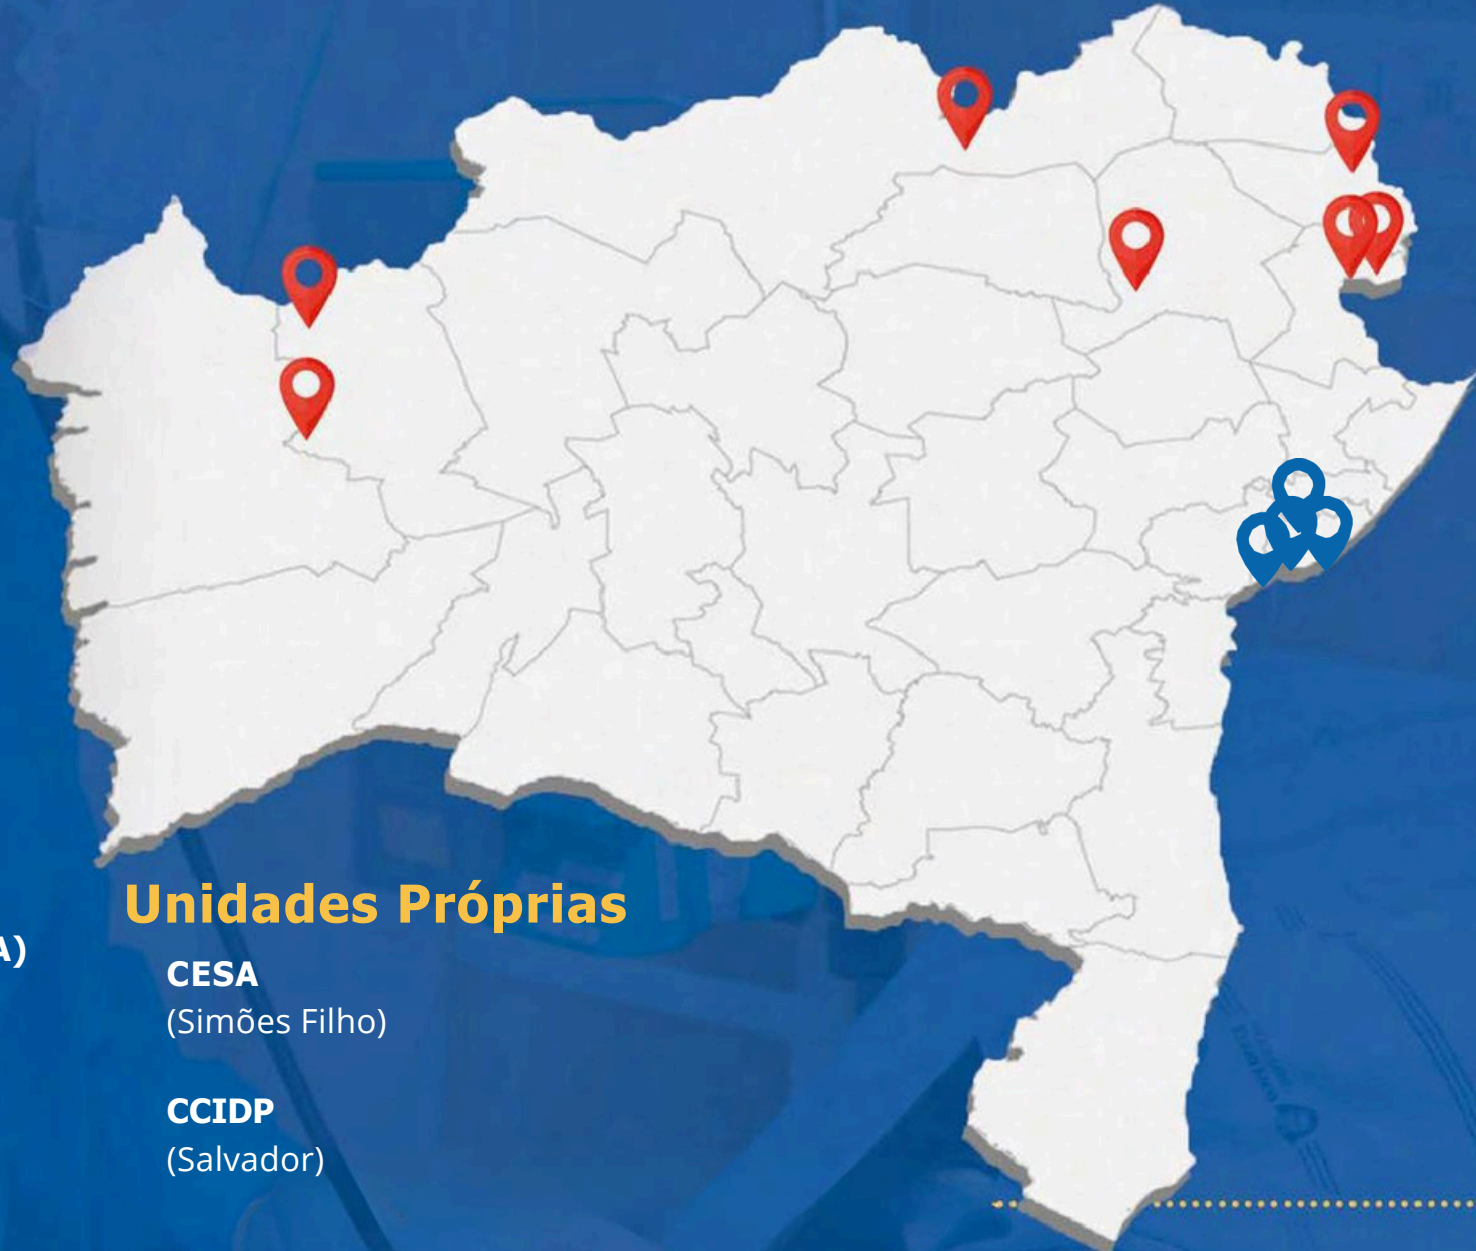 Unidades Próprias
A)
CESA
(Simões Filho)
CCIDP
(Salvador)